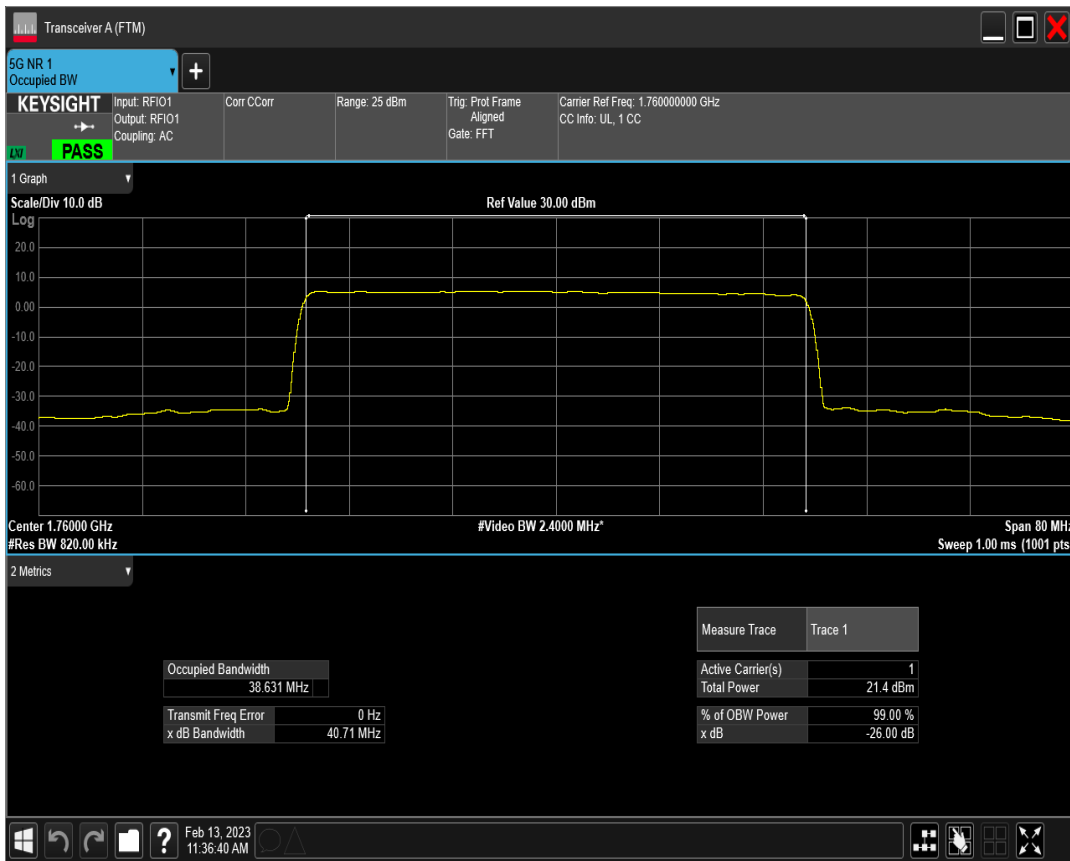 Transceiver A (FTM)
5G NR 1
Occupied BW
+
KEYSIGHT
LXI
PASS
Input: RFIO1
Output: RFIO1
Coupling: AC
Corr CCorr
Range: 25 dBm
Trig: Prot Frame
Aligned
Gate: FFT
Carrier Ref Freq: 1.760000000 GHz
CC Info: UL, 1 CC
1 Graph
Scale/Div 10.0 dB
Ref Value 30.00 dBm
Log
20.0
10.0
0.00
-10.0
-20.0
-30.0
-40.0
-50.0
-60.0
Center 1.76000 GHz
#Video BW 2.4000 MHz*
Span 80 MHz
#Res BW 820.00 kHz
Sweep 1.00 ms (1001 pts
2 Metrics
Measure Trace Trace 1
Occupied Bandwidth
38.631 MHz
Active Carrier(s) 1
Total Power 21.4 dBm
Transmit Freq Error 0 Hz
x dB Bandwidth 40.71 MHz
% of OBW Power 99.00 %
x dB -26.00 dB
?
Feb 13, 2023
11:36:40 AM